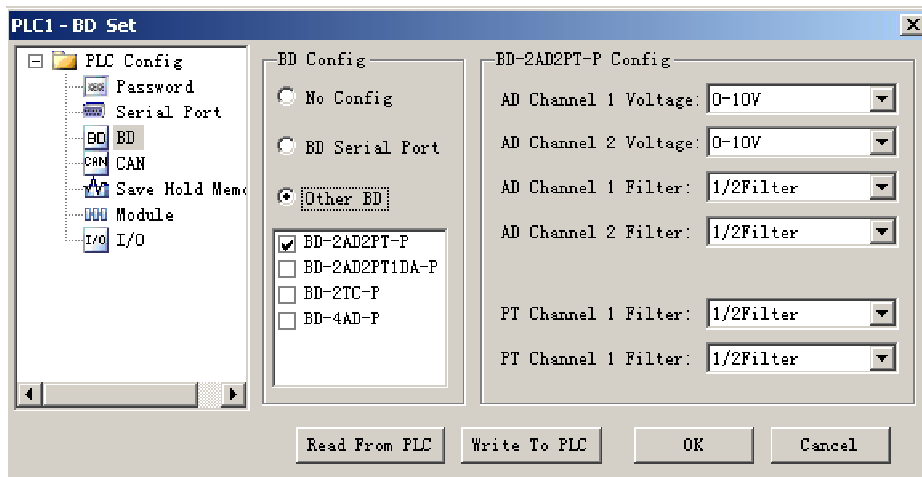 PLC1 - BD Set
PLC Config
Password
Serial Port
BD BD
CAN CAN
Save Hold Memo
Module
I/O I/O
BD Config
No Config
BD Serial Port
Other BD
BD-2AD2PT-P
BD-2AD2PT1DA-P
BD-2TC-P
BD-4AD-P
BD-2AD2PT-P Config
AD Channel 1 Voltage: 0-10V
AD Channel 2 Voltage: 0-10V
AD Channel 1 Filter: 1/2Filter
AD Channel 2 Filter: 1/2Filter
PT Channel 1 Filter: 1/2Filter
PT Channel 1 Filter: 1/2Filter
Read From PLC Write To PLC OK Cancel